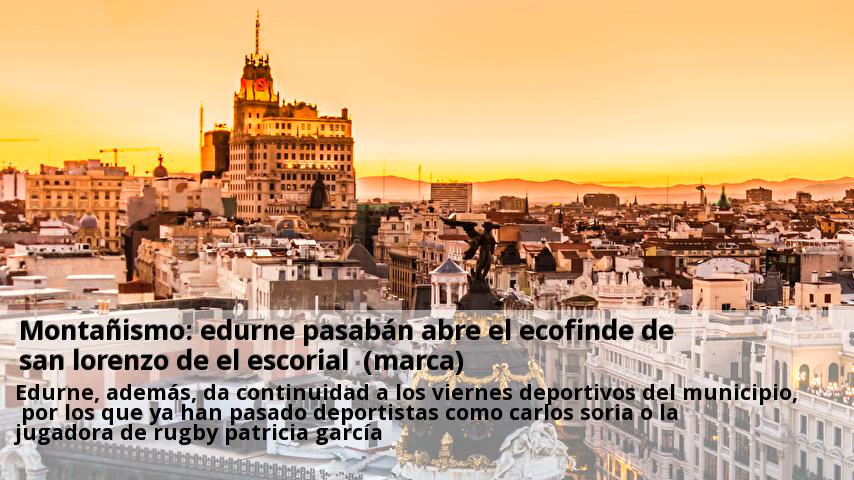 Montañismo: edurne pasabán abre el ecofinde de
san lorenzo de el escorial (marca)
Edurne, además, da continuidad a los viernes deportivos del municipio,
por los que ya han pasado deportistas como carlos soria o la
jugadora de rugby patricia garcía